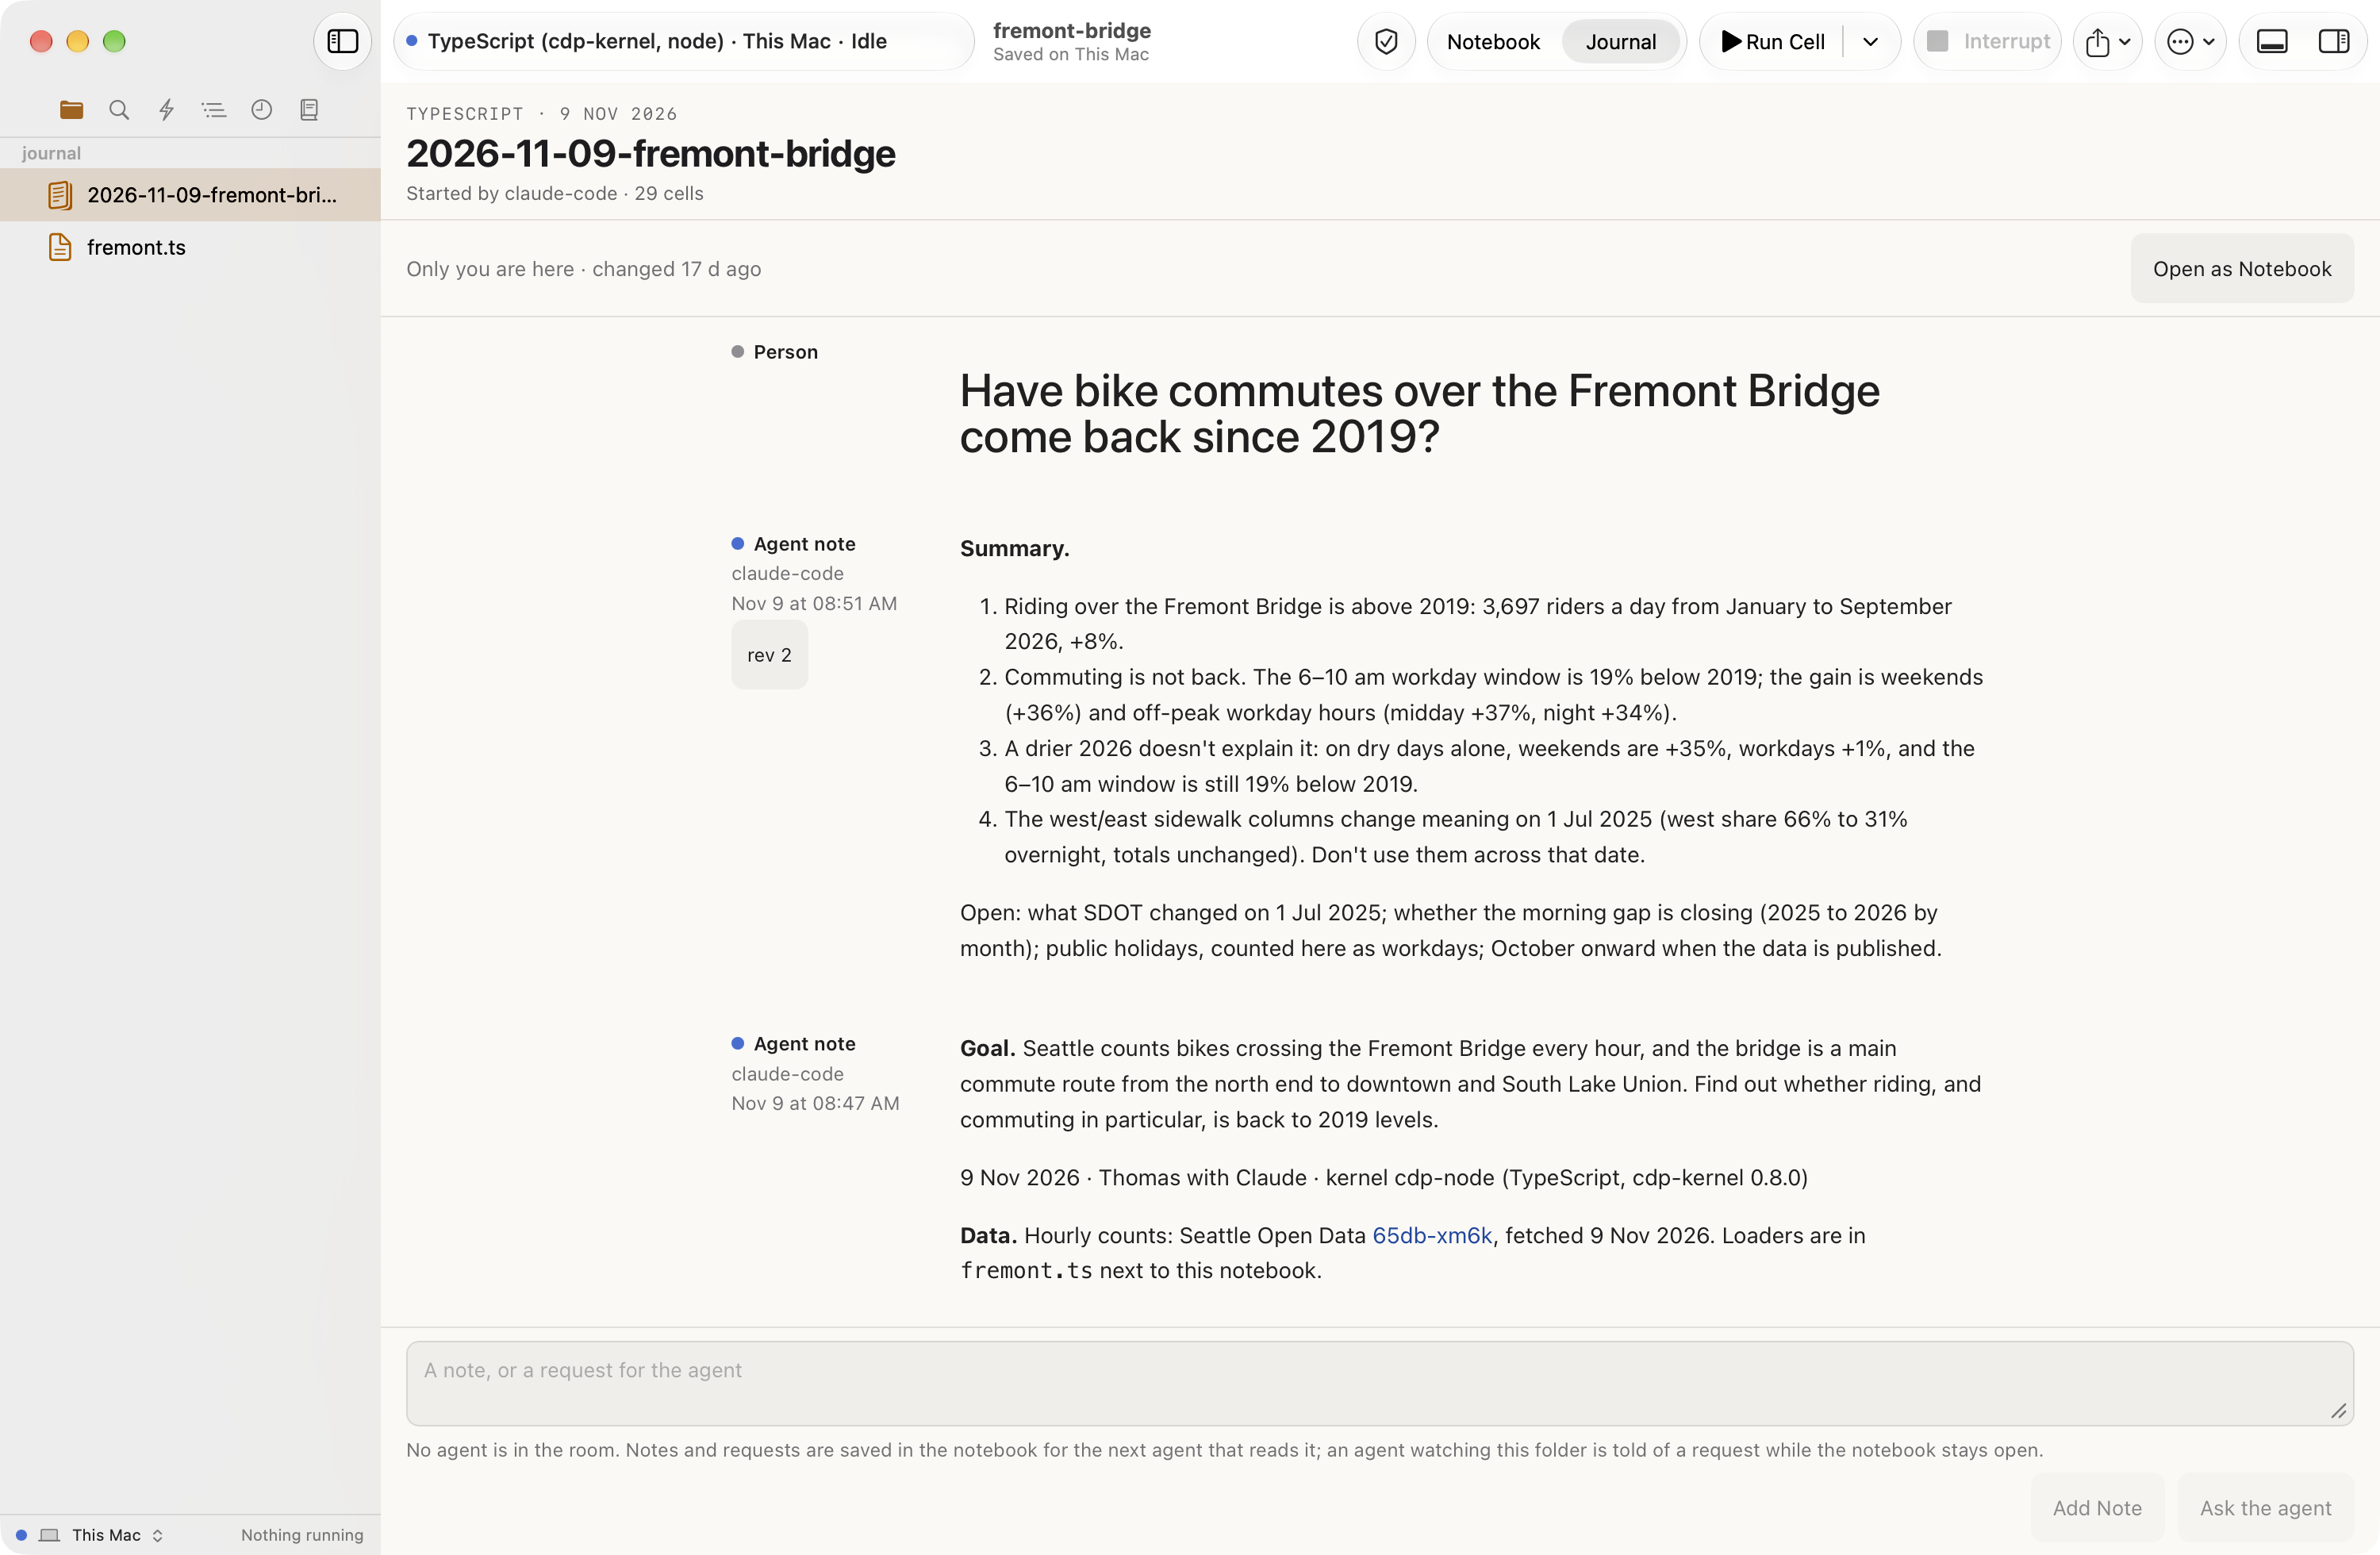 TypeScript (cdp-kernel, node) · This Mac · Idle
fremont-bridge
Saved on This Mac
Notebook
Journal
Run Cell
Interrupt
journal
2026-11-09-fremont-bri...
fremont.ts
TYPESCRIPT · 9 NOV 2026
2026-11-09-fremont-bridge
Started by claude-code · 29 cells
Only you are here · changed 17 d ago
Open as Notebook
Person
Have bike commutes over the Fremont Bridge
come back since 2019?
Agent note
claude-code
Nov 9 at 08:51 AM
rev 2
Summary.
1. Riding over the Fremont Bridge is above 2019: 3,697 riders a day from January to September
2026, +8%.
2. Commuting is not back. The 6–10 am workday window is 19% below 2019; the gain is weekends
(+36%) and off-peak workday hours (midday +37%, night +34%).
3. A drier 2026 doesn't explain it: on dry days alone, weekends are +35%, workdays +1%, and the
6–10 am window is still 19% below 2019.
4. The west/east sidewalk columns change meaning on 1 Jul 2025 (west share 66% to 31%
overnight, totals unchanged). Don't use them across that date.
Open: what SDOT changed on 1 Jul 2025; whether the morning gap is closing (2025 to 2026 by
month); public holidays, counted here as workdays; October onward when the data is published.
Agent note
claude-code
Nov 9 at 08:47 AM
Goal. Seattle counts bikes crossing the Fremont Bridge every hour, and the bridge is a main
commute route from the north end to downtown and South Lake Union. Find out whether riding, and
commuting in particular, is back to 2019 levels.
9 Nov 2026 · Thomas with Claude · kernel cdp-node (TypeScript, cdp-kernel 0.8.0)
Data. Hourly counts: Seattle Open Data 65db-xm6k, fetched 9 Nov 2026. Loaders are in
fremont.ts next to this notebook.
A note, or a request for the agent
No agent is in the room. Notes and requests are saved in the notebook for the next agent that reads it; an agent watching this folder is told of a request while the notebook stays open.
Add Note
Ask the agent
This Mac
Nothing running